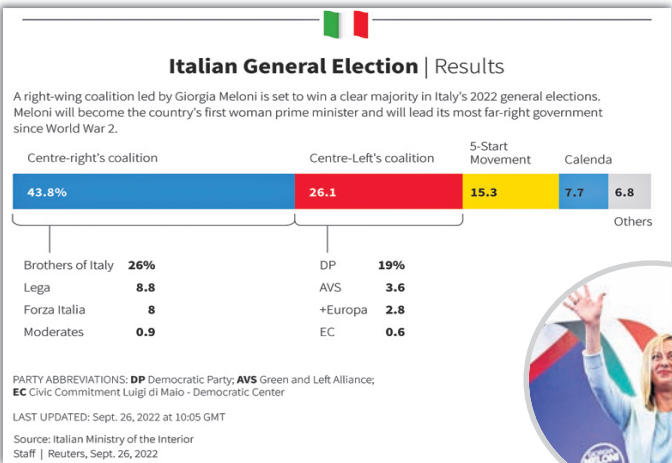 Italian General Election | Results
A right-wing coalition led by Giorgia Meloni is set to win a clear majority in Italy's 2022 general elections.
Meloni will become the country's first woman prime minister and will lead its most far-right government
since World War 2.
Centre-right's coalition
Centre-Left's coalition
5-Start
Movement
Calenda
43.8%
26.1
15.3
7.7
6.8
Others
Brothers of Italy 26%
Lega 8.8
Forza Italia 8
Moderates 0.9
DP 19%
AVS 3.6
+Europa 2.8
EC 0.6
PARTY ABBREVIATIONS: DP Democratic Party; AVS Green and Left Alliance;
EC Civic Commitment Luigi di Maio - Democratic Center
LAST UPDATED: Sept. 26, 2022 at 10:05 GMT
Source: Italian Ministry of the Interior
Staff | Reuters, Sept. 26, 2022
GIORGIA
MELONI